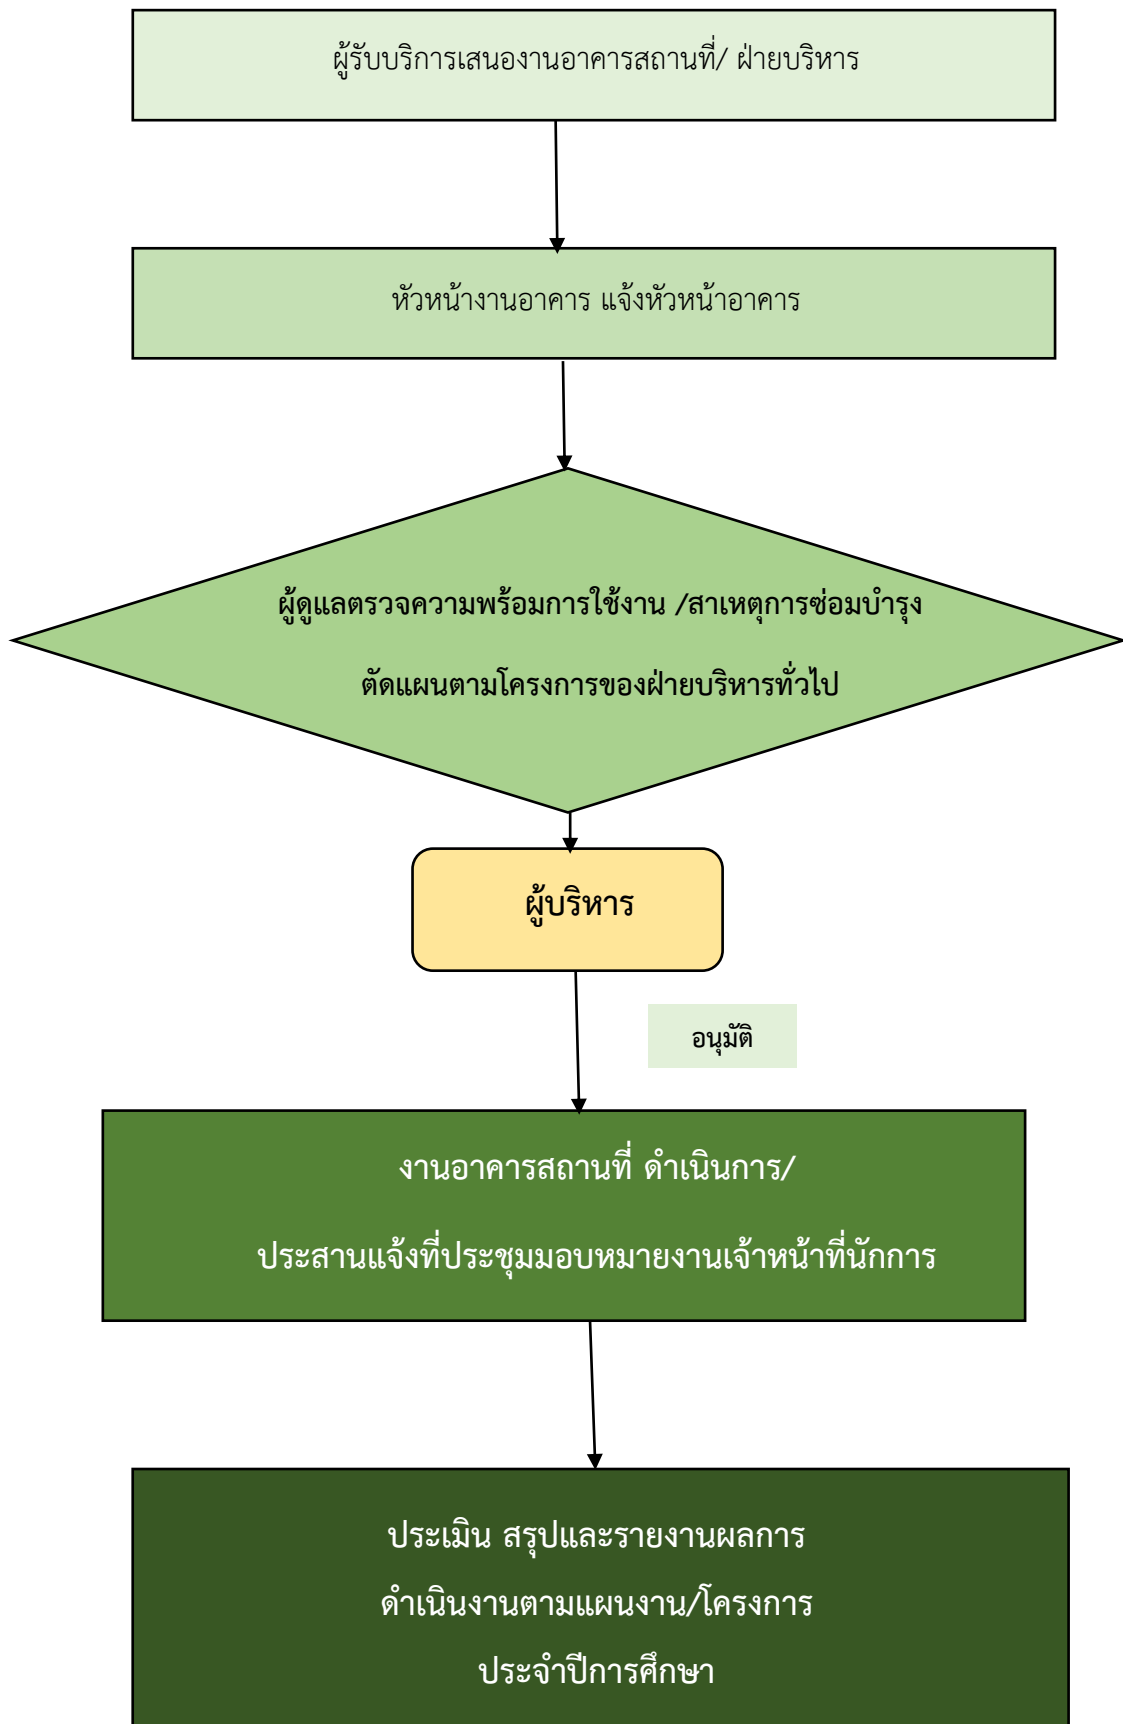 ผู้รับบริการเสนองานอาคารสถานที่/ ฝ่ายบริหาร
หัวหน้างานอาคาร แจ้งหัวหน้าอาคาร
ผู้ดูแลตรวจความพร้อมการใช้งาน /สาเหตุการซ่อมบำรุง
ตัดแผนตามโครงการของฝ่ายบริหารทั่วไป
ผู้บริหาร
อนุมัติ
งานอาคารสถานที่ ดำเนินการ/
ประสานแจ้งที่ประชุมมอบหมายงานเจ้าหน้าที่นักการ
ประเมิน สรุปและรายงานผลการ
ดำเนินงานตามแผนงาน/โครงการ
ประจำปีการศึกษา